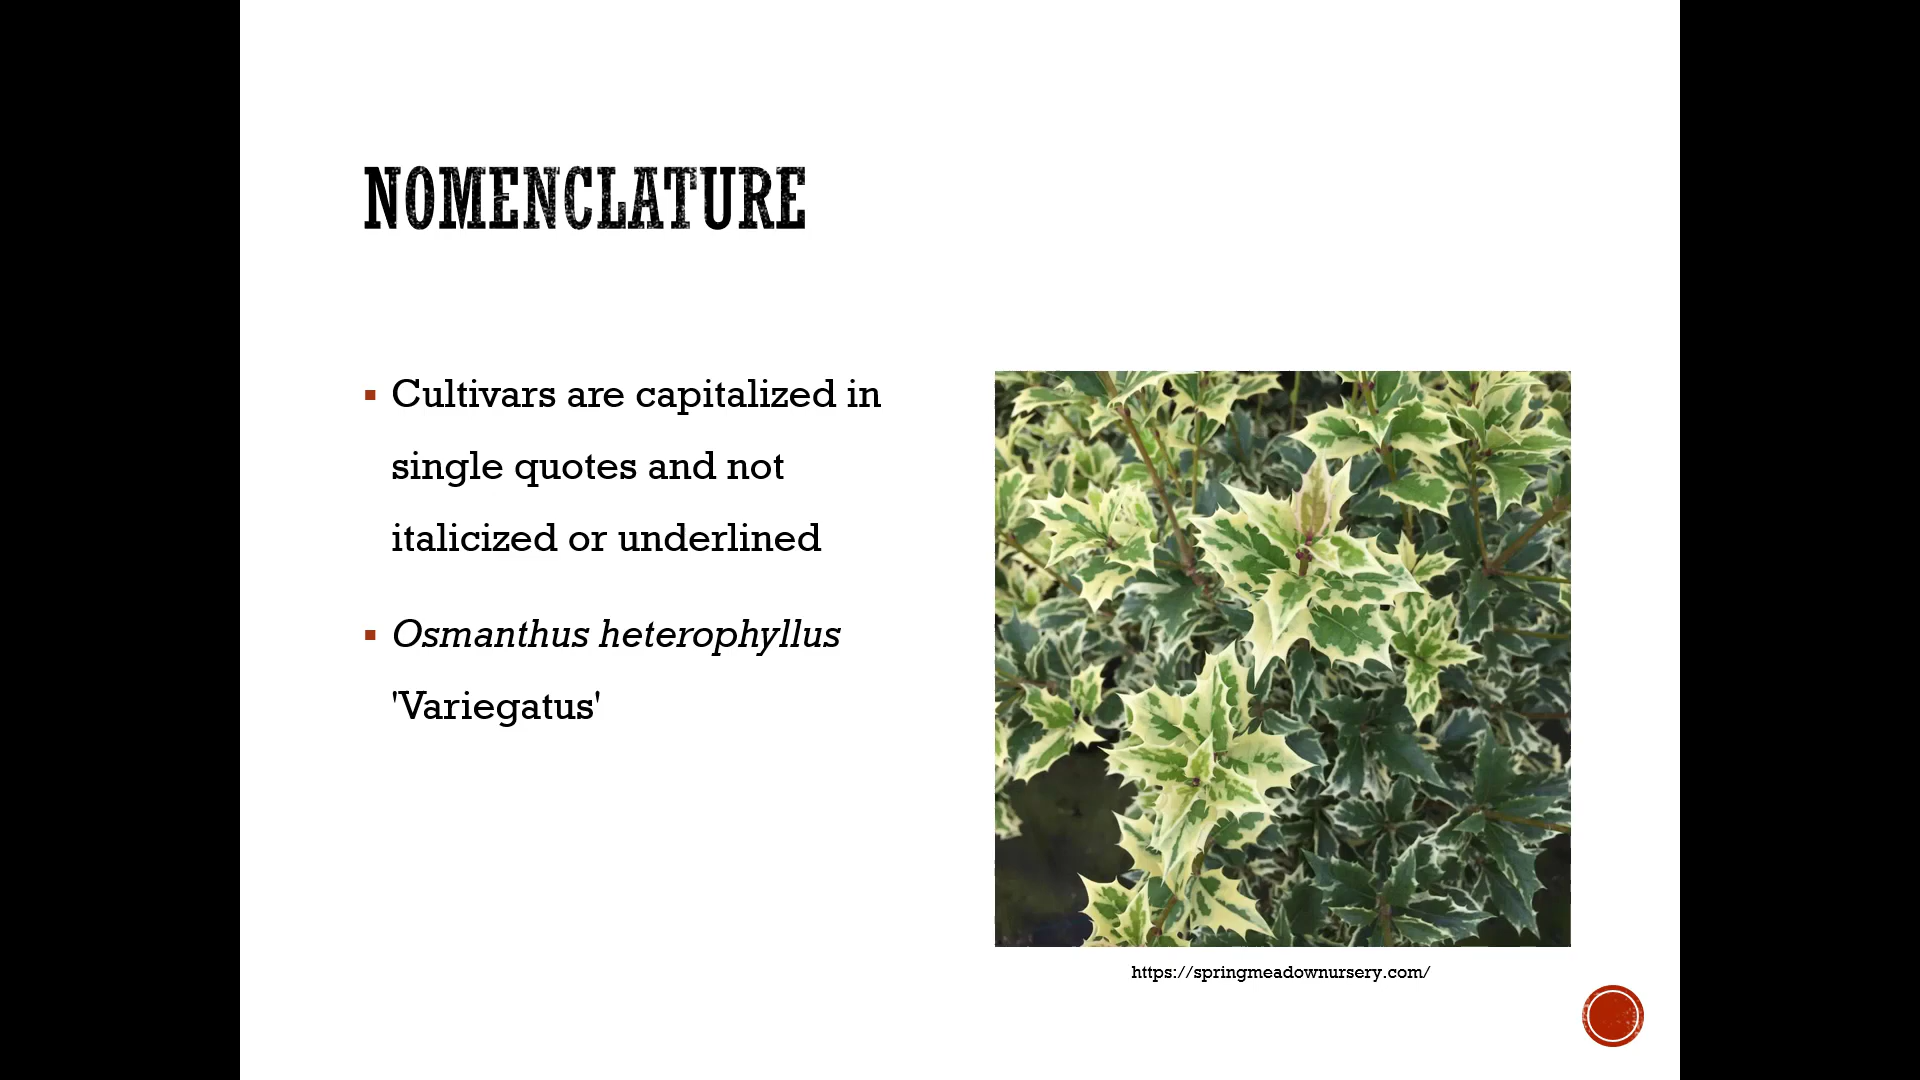 NOMENCLATURE
Cultivars are capitalized in
single quotes and not
italicized or underlined
Osmanthus heterophyllus
'Variegatus'
https://springmeadownursery.com/